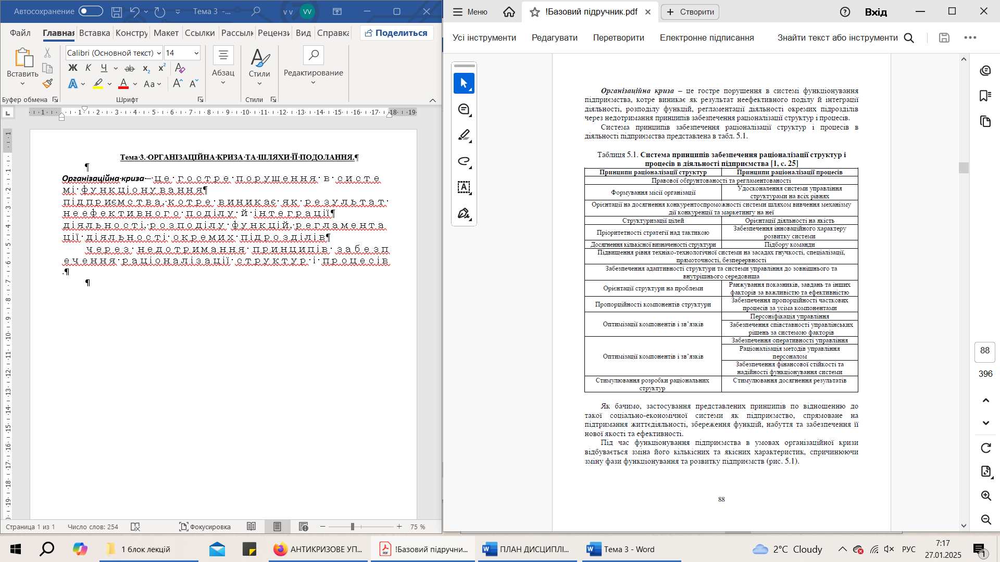 Автосохранение
Тема 3 -...
v v
VV
Файл
Главная
Вставка
Констру
Макет
Ссылки
Рассылк
Рецензи
Вид
Справка
Поделиться
Вставить
Calibri (Основной текст)
14
Ж К Ч ab x₂ x²
А А Аа А А
Абзац
Стили
Редактирование
Буфер обмена
Шрифт
Стили
Тема·3.·ОРГАНІЗАЦІЙНА·КРИЗА·ТА·ШЛЯХИ·ЇЇ·ПОДОЛАННЯ.¶
¶
Організаційна·криза·–·це·гостре·порушення·в·систе
мі·функціонування¶
підприємства,·котре·виникає·як·результат·
неефективного·поділу·й·інтеграції¶
діяльності,·розподілу·функцій,·регламента
ції·діяльності·окремих·підрозділів¶
через·недотримання·принципів·забезп
ечення·раціоналізації·структур·і·процесів
.¶
¶
Страница 1 из 1
Число слов: 254
Фокусировка
75 %
Меню
!Базовий підручник.pdf
Створити
Вхід
Усі інструменти
Редагувати
Перетворити
Електронне підписання
Знайти текст або інструменти
Організаційна криза – це гостре порушення в системі функціонування
підприємства, котре виникає як результат неефективного поділу й інтеграції
діяльності, розподілу функцій, регламентації діяльності окремих підрозділів
через недотримання принципів забезпечення раціоналізації структур і процесів.
Система принципів забезпечення раціоналізації структур і процесів в
діяльності підприємства представлена в табл. 5.1.
Таблиця 5.1. Система принципів забезпечення раціоналізації структур і
процесів в діяльності підприємства [1, с. 25]
Принципи раціоналізації структур
Принципи раціоналізації процесів
Правової обґрунтованості та регламентованості
Формування місії організації
Удосконалення системи управління
структурами на всіх рівнях
Орієнтації на досягнення конкурентоспроможності системи шляхом вивчення механізму
дії конкуренції та маркетингу на неї
Структуризації цілей
Орієнтації діяльності на якість
Пріоритетності стратегії над тактикою
Забезпечення інноваційного характеру
розвитку системи
Досягнення кількісної визначеності структури
Підбору команди
Підвищення рівня техніко-технологічної системи на засадах гнучкості, спеціалізації,
прямоточності, безперервності
Забезпечення адаптивності структури та системи управління до зовнішнього та
внутрішнього середовища
Орієнтації структури на проблеми
Ранжування показників, завдань та інших
факторів за важливістю та ефективністю
Пропорційності компонентів структури
Забезпечення пропорційності часткових
процесів за усіма компонентами
Оптимізації компонентів і зв’язків
Персоніфікація управління
Забезпечення співставності управлінських
рішень за системою факторів
Оптимізації компонентів і зв’язків
Забезпечення оперативності управління
Раціоналізація методів управління
персоналом
Забезпечення фінансової стійкості та
надійності функціонування системи
Стимулювання розробки раціональних
структур
Стимулювання досягнення результатів
Як бачимо, застосування представлених принципів по відношенню до
такої соціально-економічної системи як підприємство, спрямоване на
підтримання життєдіяльності, збереження функцій, набуття та забезпечення її
нової якості та ефективності.
Під час функціонування підприємства в умовах організаційної кризи
відбувається зміна його кількісних та якісних характеристик, спричинюючи
зміну фази функціонування та розвитку підприємств (рис. 5.1).
88
88
396
1 блок лекцій
АНТИКРИЗОВЕ УП...
!Базовий підручни...
ПЛАН ДИСЦИПЛІ...
Тема 3 - Word
2°C Cloudy
РУС
7:17
27.01.2025
1